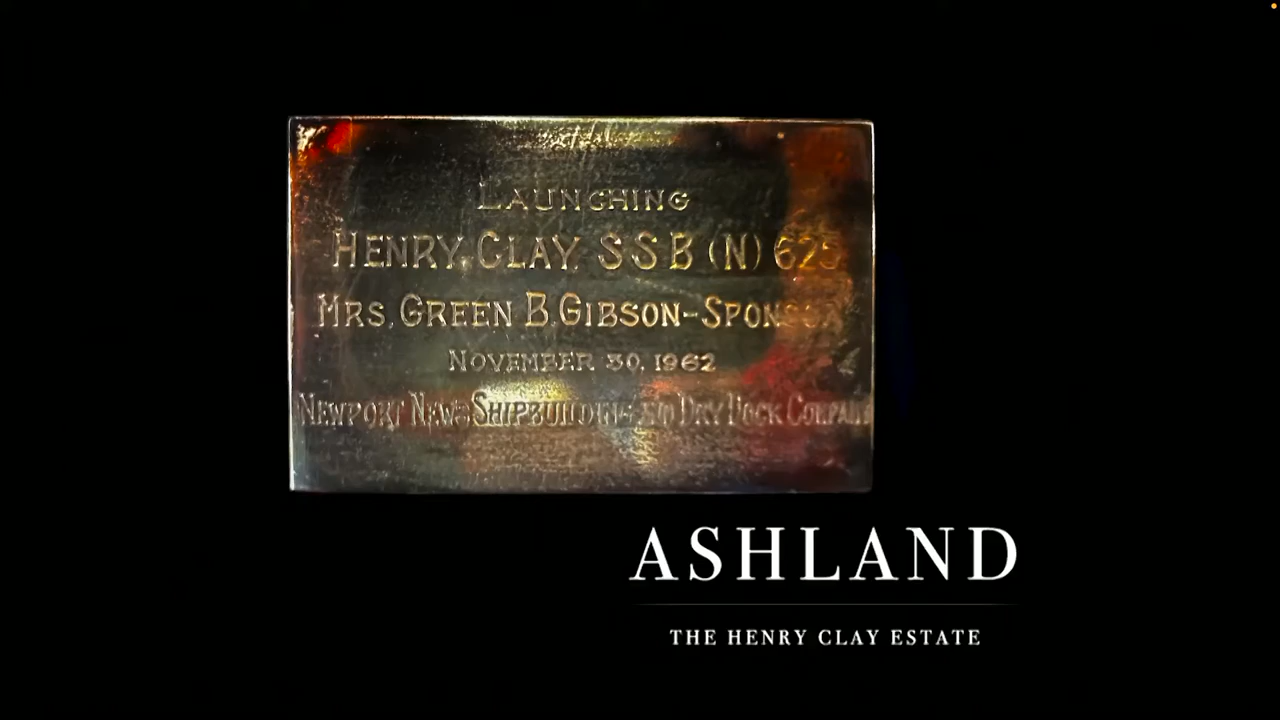 LAUNCHING
HENRY CLAY SSB (N) 625
MRS. GREEN B. GIBSON-SPONSOR
NOVEMBER 30, 1962
NEWPORT NEWS SHIPBUILDING AND DRY DOCK COMPANY
ASHLAND
THE HENRY CLAY ESTATE